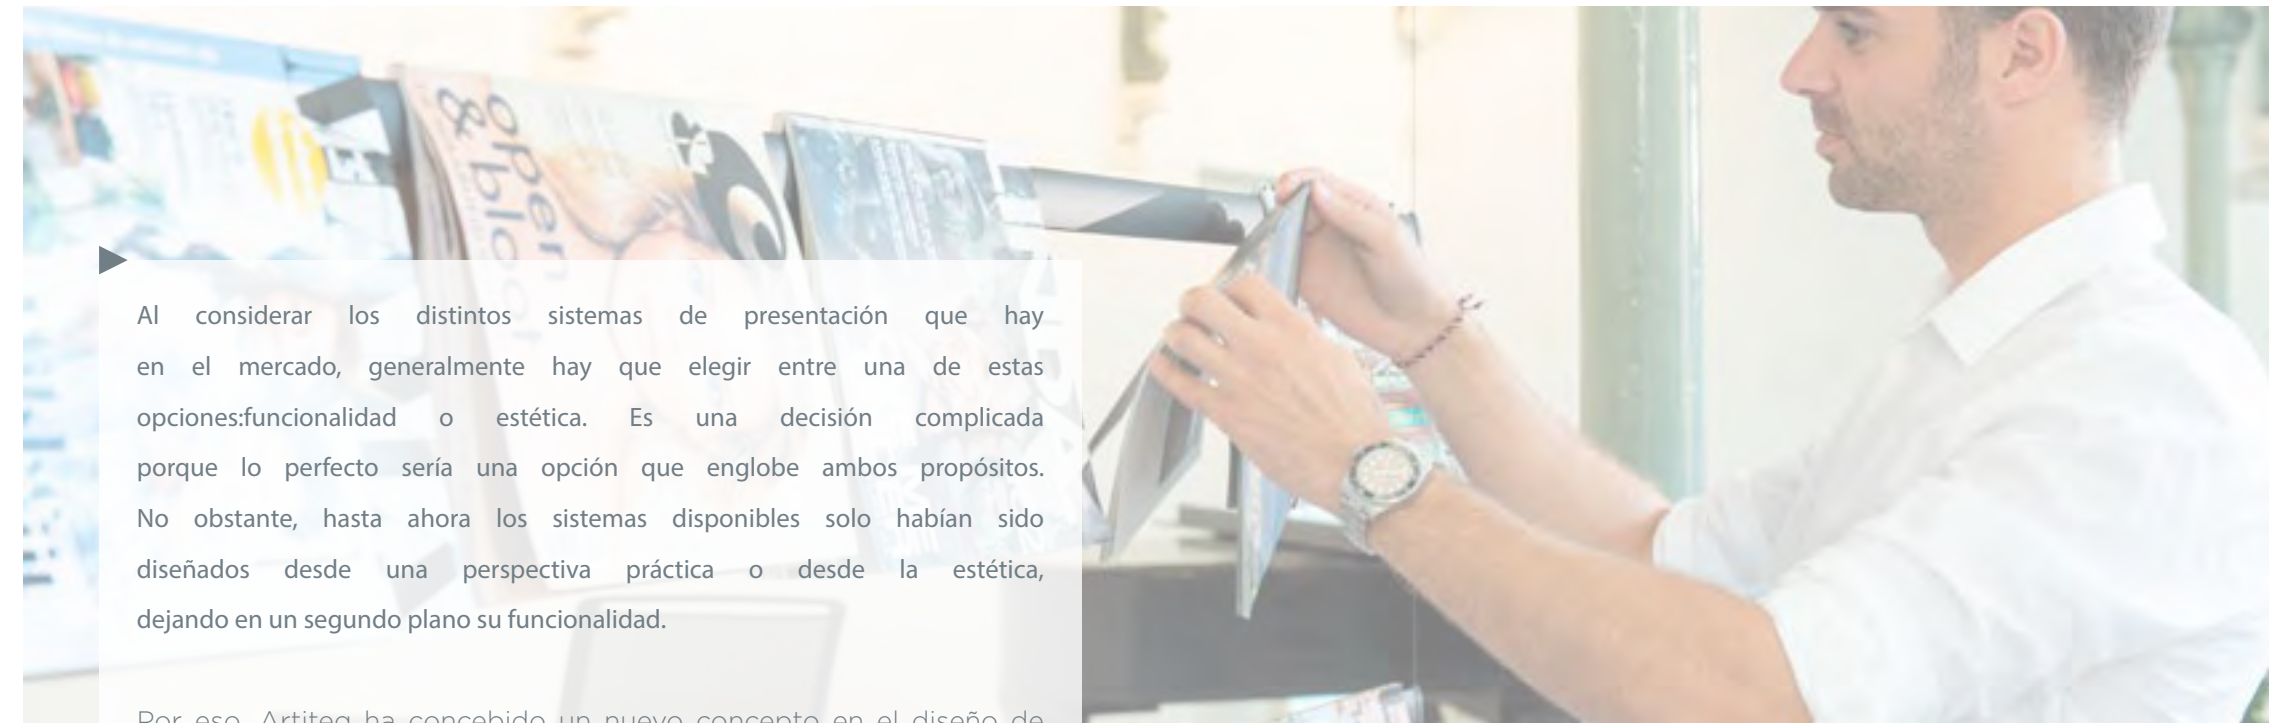 open
& bloo
Al considerar los distintos sistemas de presentación que hay
en el mercado, generalmente hay que elegir entre una de estas
opciones:funcionalidad o estética. Es una decisión complicada
porque lo perfecto sería una opción que englobe ambos propósitos.
No obstante, hasta ahora los sistemas disponibles solo habían sido
diseñados desde una perspectiva práctica o desde la estética,
dejando en un segundo plano su funcionalidad.
Por eso, Artiteq ha concebido un nuevo concepto en el diseño de